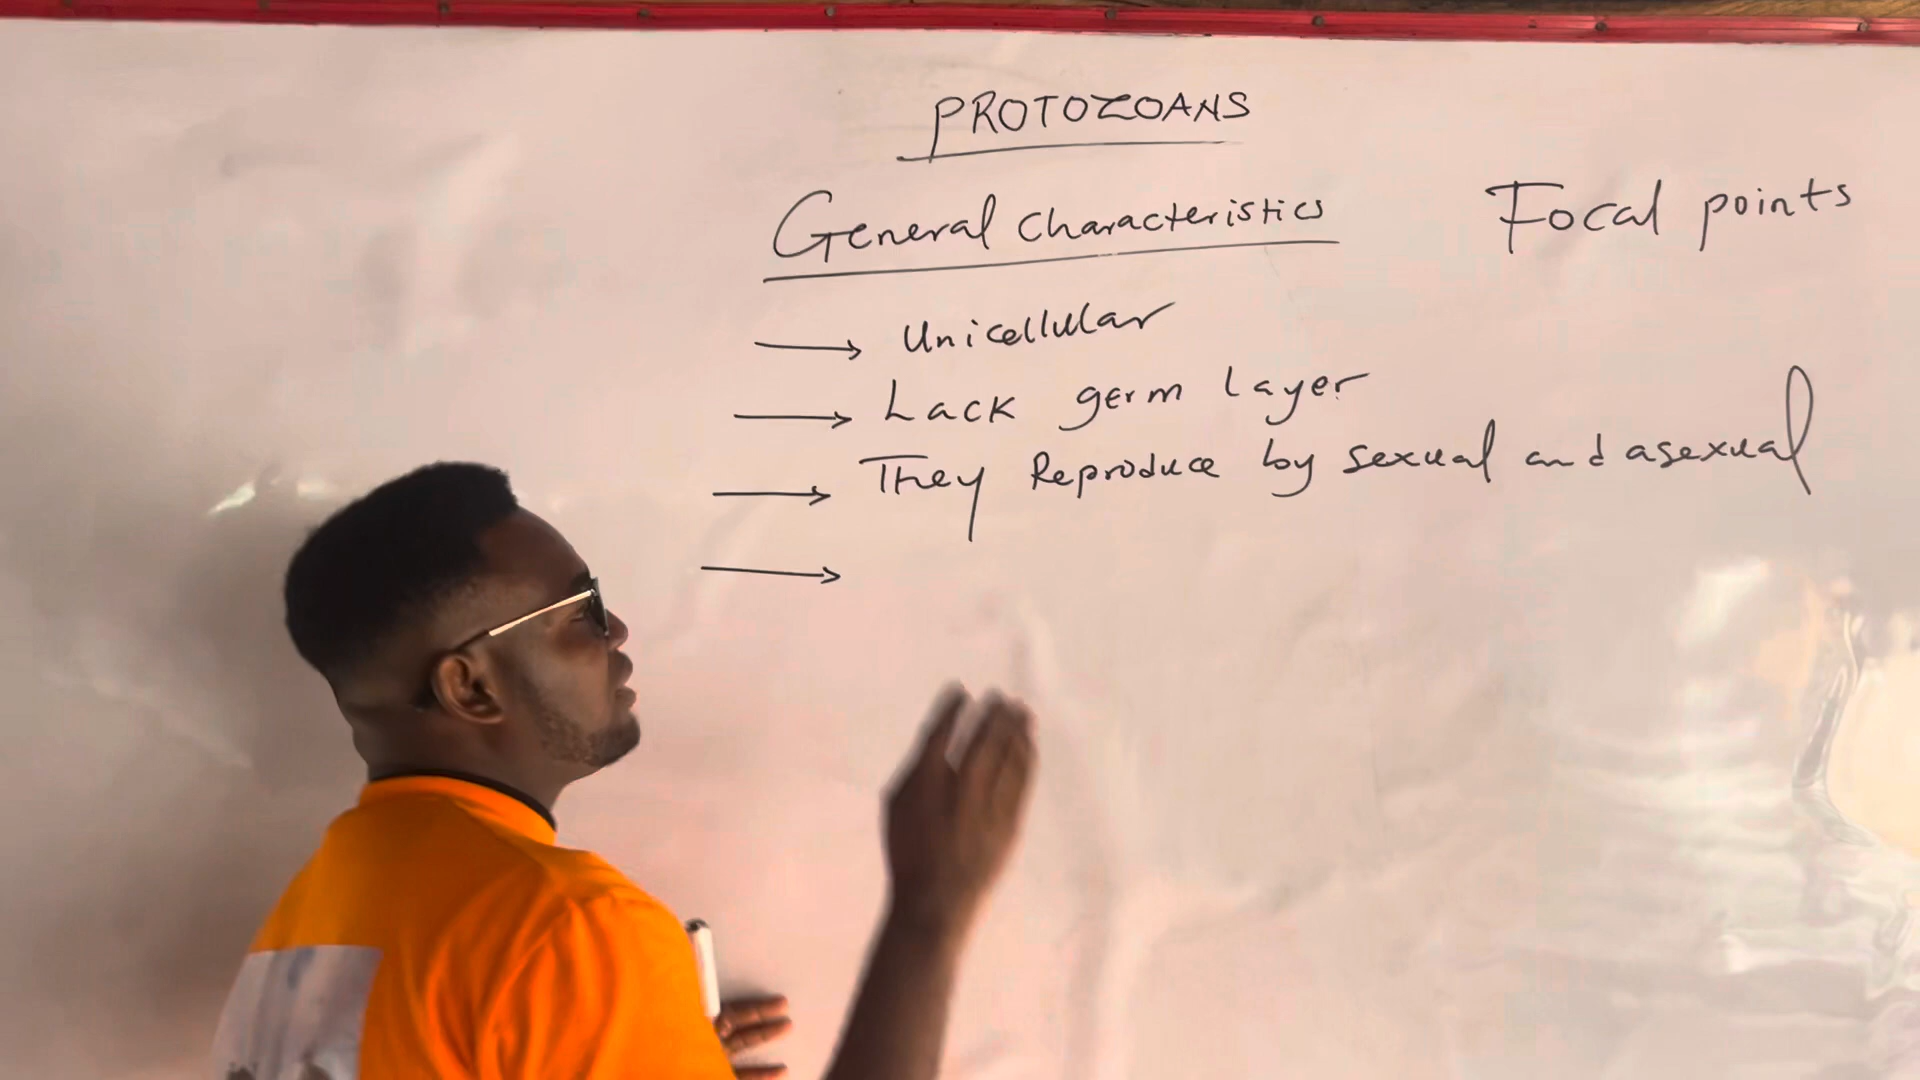 PROTOZOANS
General characteristics
Focal points
→ Unicellular
→ Lack germ layer
→ They Reproduce by sexual and asexual
→